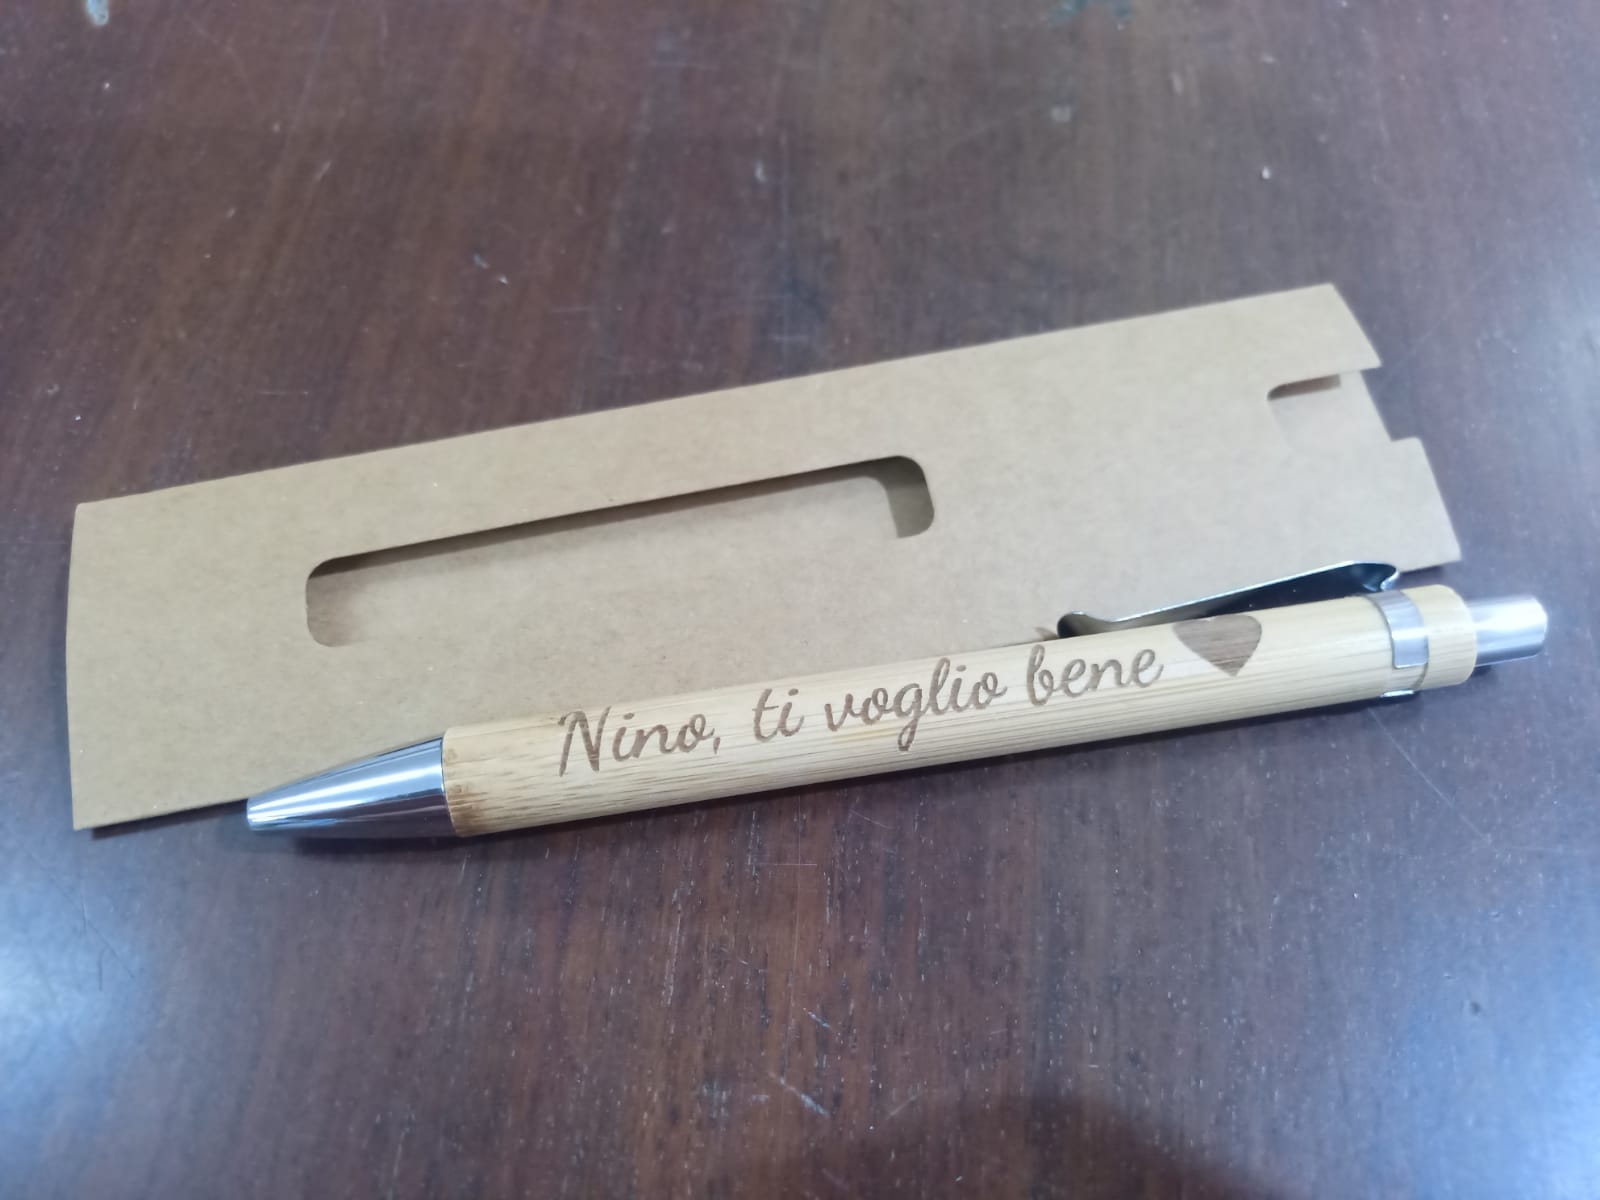 Nino, ti voglio bene